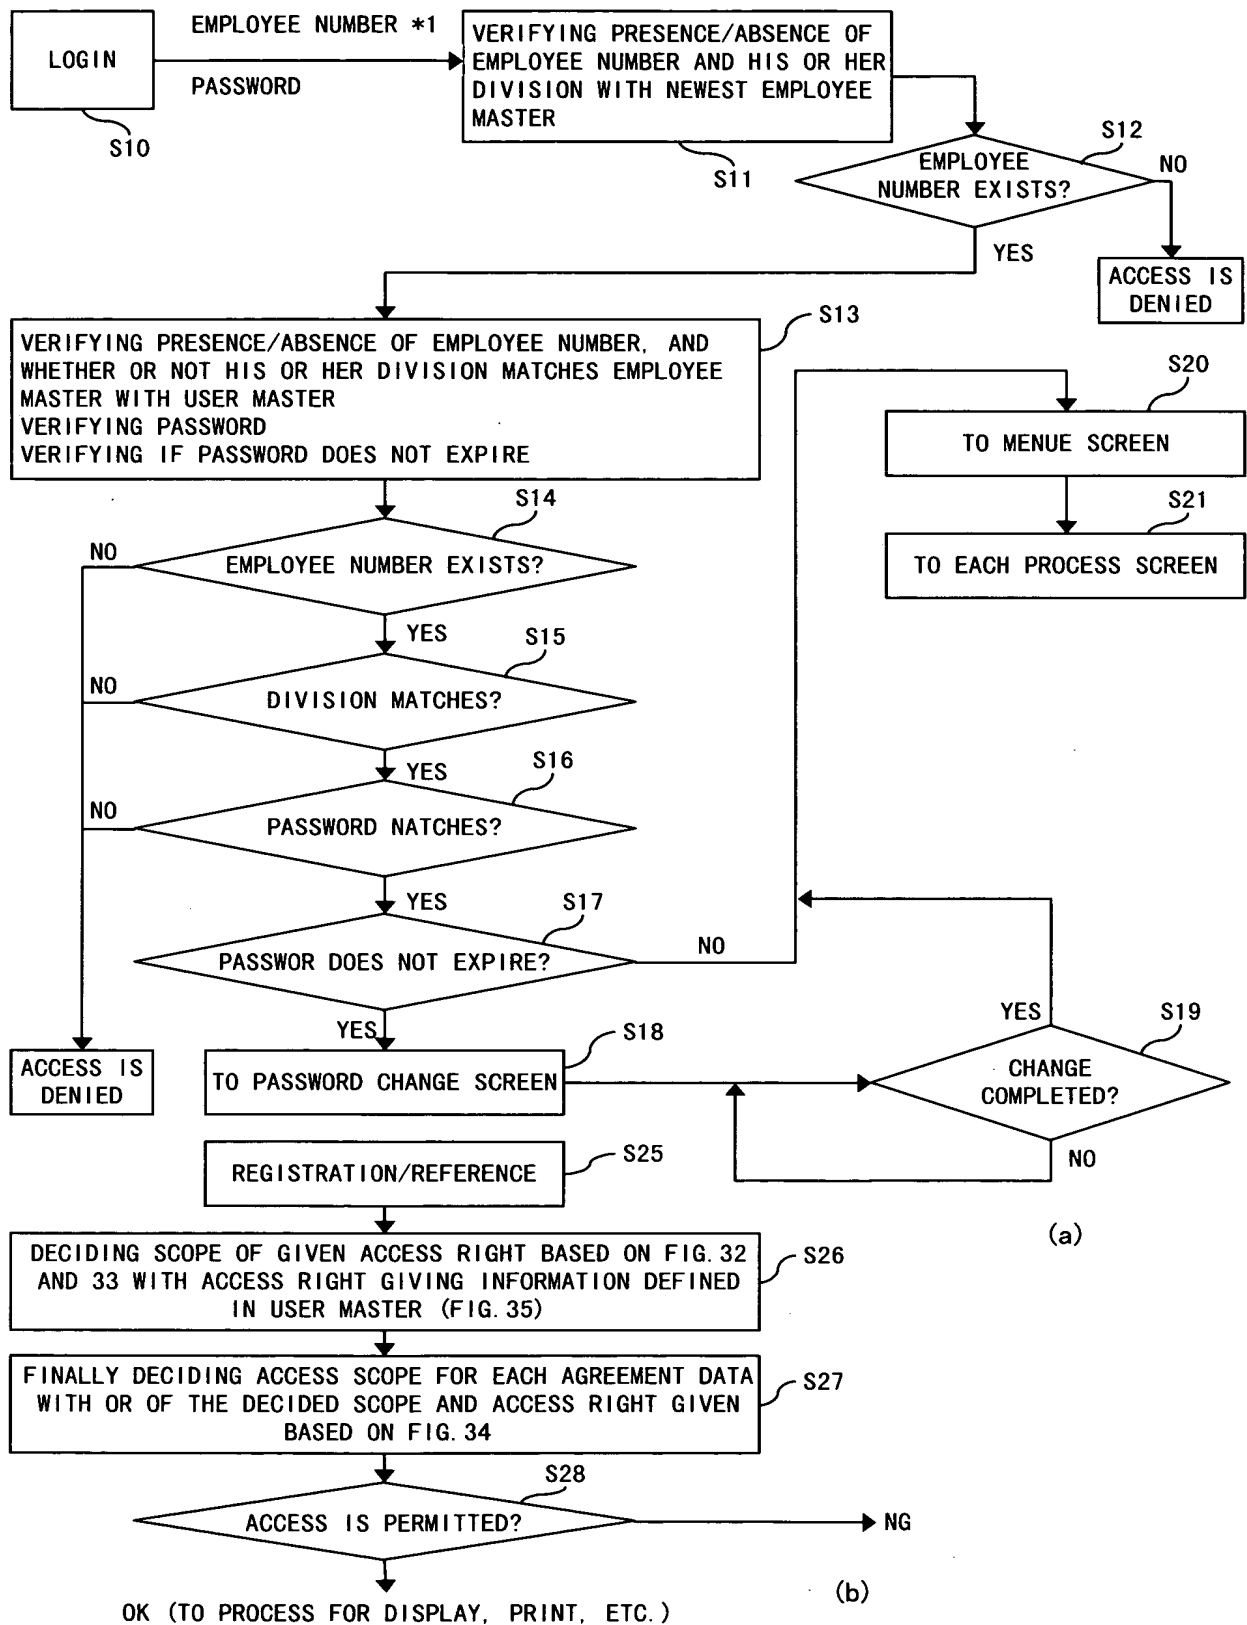 LOGIN
EMPLOYEE NUMBER *1
PASSWORD
S10
VERIFYING PRESENCE/ABSENCE OF
EMPLOYEE NUMBER AND HIS OR HER
DIVISION WITH NEWEST EMPLOYEE
MASTER
S11
S12
EMPLOYEE
NUMBER EXISTS?
NO
YES
ACCESS IS
DENIED
S13
VERIFYING PRESENCE/ABSENCE OF EMPLOYEE NUMBER, AND
WHETHER OR NOT HIS OR HER DIVISION MATCHES EMPLOYEE
MASTER WITH USER MASTER
VERIFYING PASSWORD
VERIFYING IF PASSWORD DOES NOT EXPIRE
S20
TO MENUE SCREEN
S21
TO EACH PROCESS SCREEN
S14
NO
EMPLOYEE NUMBER EXISTS?
YES
S15
NO
DIVISION MATCHES?
YES
S16
NO
PASSWORD NATCHES?
YES
S17
PASSWOR DOES NOT EXPIRE?
NO
YES
ACCESS IS
DENIED
S18
TO PASSWORD CHANGE SCREEN
YES
S19
CHANGE
COMPLETED?
NO
(a)
REGISTRATION/REFERENCE
S25
DECIDING SCOPE OF GIVEN ACCESS RIGHT BASED ON FIG. 32
AND 33 WITH ACCESS RIGHT GIVING INFORMATION DEFINED
IN USER MASTER (FIG. 35)
S26
FINALLY DECIDING ACCESS SCOPE FOR EACH AGREEMENT DATA
WITH OR OF THE DECIDED SCOPE AND ACCESS RIGHT GIVEN
BASED ON FIG. 34
S27
S28
ACCESS IS PERMITTED?
NG
OK (TO PROCESS FOR DISPLAY, PRINT, ETC.)
(b)